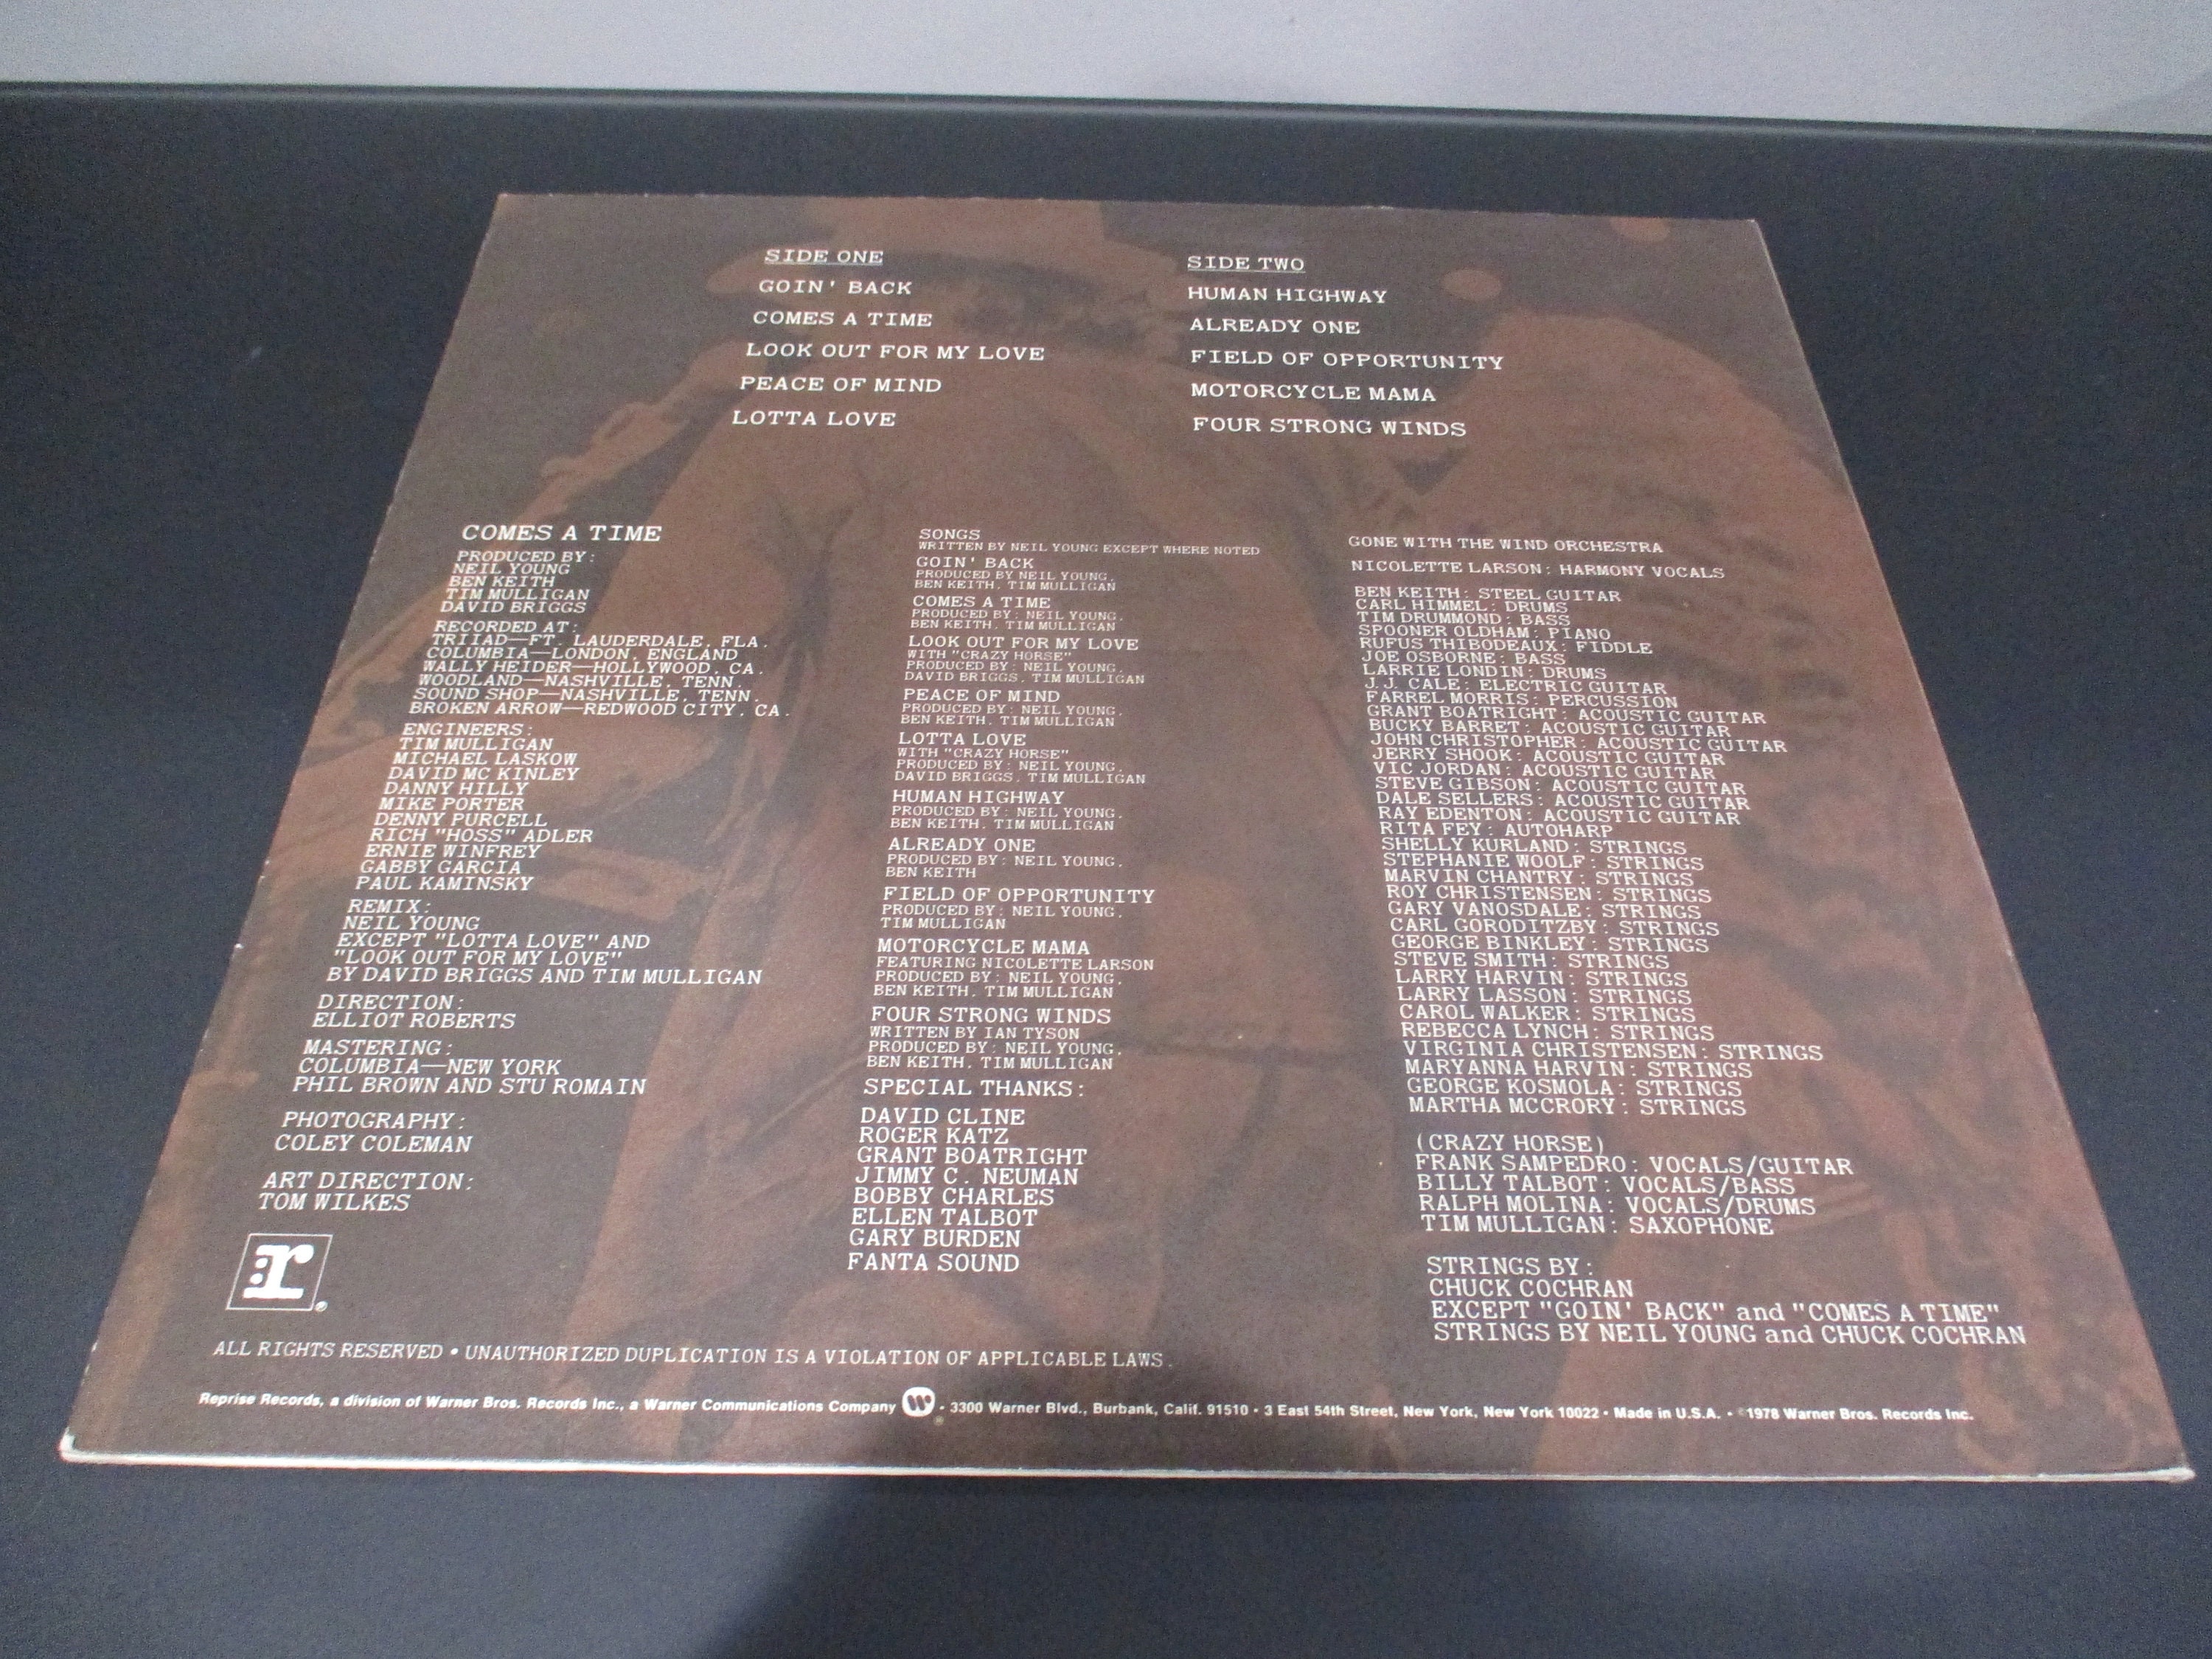 SIDE ONE
GOIN' BACK
COMES A TIME
LOOK OUT FOR MY LOVE
PEACE OF MIND
LOTTA LOVE
SIDE TWO
HUMAN HIGHWAY
ALREADY ONE
FIELD OF OPPORTUNITY
MOTORCYCLE MAMA
FOUR STRONG WINDS
COMES A TIME
PRODUCED BY:
NEIL YOUNG
BEN KEITH
TIM MULLIGAN
DAVID BRIGGS
RECORDED AT:
TRIIAD—FT. LAUDERDALE, FLA.
COLUMBIA—LONDON, ENGLAND
WALLY HEIDER—HOLLYWOOD, CA.
WOODLAND—NASHVILLE, TENN.
SOUND SHOP—NASHVILLE, TENN.
BROKEN ARROW—REDWOOD CITY, CA.
ENGINEERS:
TIM MULLIGAN
MICHAEL LASKOW
DAVID MC KINLEY
DANNY HILLY
MIKE PORTER
DENNY PURCELL
RICH "HOSS" ADLER
ERNIE WINFREY
GABBY GARCIA
PAUL KAMINSKY
REMIX:
NEIL YOUNG
EXCEPT "LOTTA LOVE" AND
"LOOK OUT FOR MY LOVE"
BY DAVID BRIGGS AND TIM MULLIGAN
DIRECTION:
ELLIOT ROBERTS
MASTERING:
COLUMBIA—NEW YORK
PHIL BROWN AND STU ROMAIN
PHOTOGRAPHY:
COLEY COLEMAN
ART DIRECTION:
TOM WILKES
SONGS
WRITTEN BY NEIL YOUNG EXCEPT WHERE NOTED
GOIN' BACK
PRODUCED BY NEIL YOUNG,
BEN KEITH, TIM MULLIGAN
COMES A TIME
PRODUCED BY: NEIL YOUNG,
BEN KEITH, TIM MULLIGAN
LOOK OUT FOR MY LOVE
WITH "CRAZY HORSE"
PRODUCED BY: NEIL YOUNG,
DAVID BRIGGS, TIM MULLIGAN
PEACE OF MIND
PRODUCED BY: NEIL YOUNG,
BEN KEITH, TIM MULLIGAN
LOTTA LOVE
WITH "CRAZY HORSE"
PRODUCED BY: NEIL YOUNG,
DAVID BRIGGS, TIM MULLIGAN
HUMAN HIGHWAY
PRODUCED BY: NEIL YOUNG,
BEN KEITH, TIM MULLIGAN
ALREADY ONE
PRODUCED BY: NEIL YOUNG,
BEN KEITH
FIELD OF OPPORTUNITY
PRODUCED BY: NEIL YOUNG,
TIM MULLIGAN
MOTORCYCLE MAMA
FEATURING NICOLETTE LARSON
PRODUCED BY: NEIL YOUNG,
BEN KEITH, TIM MULLIGAN
FOUR STRONG WINDS
WRITTEN BY IAN TYSON
PRODUCED BY: NEIL YOUNG,
BEN KEITH, TIM MULLIGAN
SPECIAL THANKS:
DAVID CLINE
ROGER KATZ
GRANT BOATRIGHT
JIMMY C. NEUMAN
BOBBY CHARLES
ELLEN TALBOT
GARY BURDEN
FANTA SOUND
GONE WITH THE WIND ORCHESTRA
NICOLETTE LARSON: HARMONY VOCALS
BEN KEITH: STEEL GUITAR
CARL HIMMEL: DRUMS
TIM DRUMMOND: BASS
SPOONER OLDHAM: PIANO
RUFUS THIBODEAUX: FIDDLE
JOE OSBORNE: BASS
LARRIE LONDIN: DRUMS
J.J. CALE: ELECTRIC GUITAR
FARREL MORRIS: PERCUSSION
GRANT BOATRIGHT: ACOUSTIC GUITAR
BUCKY BARRET: ACOUSTIC GUITAR
JOHN CHRISTOPHER: ACOUSTIC GUITAR
JERRY SHOOK: ACOUSTIC GUITAR
VIC JORDAN: ACOUSTIC GUITAR
STEVE GIBSON: ACOUSTIC GUITAR
DALE SELLERS: ACOUSTIC GUITAR
RAY EDENTON: ACOUSTIC GUITAR
RITA FEY: AUTOHARP
SHELLY KURLAND: STRINGS
STEPHANIE WOOLF: STRINGS
MARVIN CHANTRY: STRINGS
ROY CHRISTENSEN: STRINGS
GARY VANOSDALE: STRINGS
CARL GORODITZBY: STRINGS
GEORGE BINKLEY: STRINGS
STEVE SMITH: STRINGS
LARRY HARVIN: STRINGS
LARRY LASSON: STRINGS
CAROL WALKER: STRINGS
REBECCA LYNCH: STRINGS
VIRGINIA CHRISTENSEN: STRINGS
MARYANNA HARVIN: STRINGS
GEORGE KOSMOLA: STRINGS
MARTHA MCCRORY: STRINGS
(CRAZY HORSE)
FRANK SAMPEDRO: VOCALS/GUITAR
BILLY TALBOT: VOCALS/BASS
RALPH MOLINA: VOCALS/DRUMS
TIM MULLIGAN: SAXOPHONE
STRINGS BY:
CHUCK COCHRAN
EXCEPT "GOIN' BACK" and "COMES A TIME"
STRINGS BY NEIL YOUNG and CHUCK COCHRAN
r ®
ALL RIGHTS RESERVED • UNAUTHORIZED DUPLICATION IS A VIOLATION OF APPLICABLE LAWS.
Reprise Records, a division of Warner Bros. Records Inc., a Warner Communications Company W ® • 3300 Warner Blvd., Burbank, Calif. 91510 • 3 East 54th Street, New York, New York 10022 • Made in U.S.A. • ©1978 Warner Bros. Records Inc.